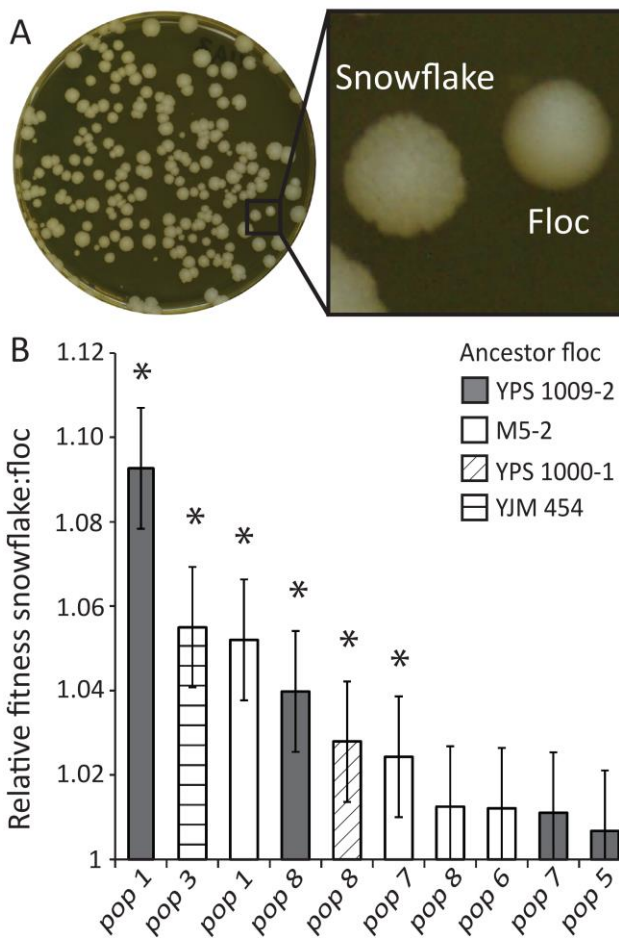 A
Snowflake
Floc
B
Relative fitness snowflake:floc
1.12
1.10
1.08
1.06
1.04
1.02
1
Ancestor floc
YPS 1009-2
M5-2
YPS 1000-1
YJM 454
*
*
*
*
*
*
pop 1
pop 3
pop 1
pop 8
pop 8
pop 7
pop 8
pop 6
pop 7
pop 5